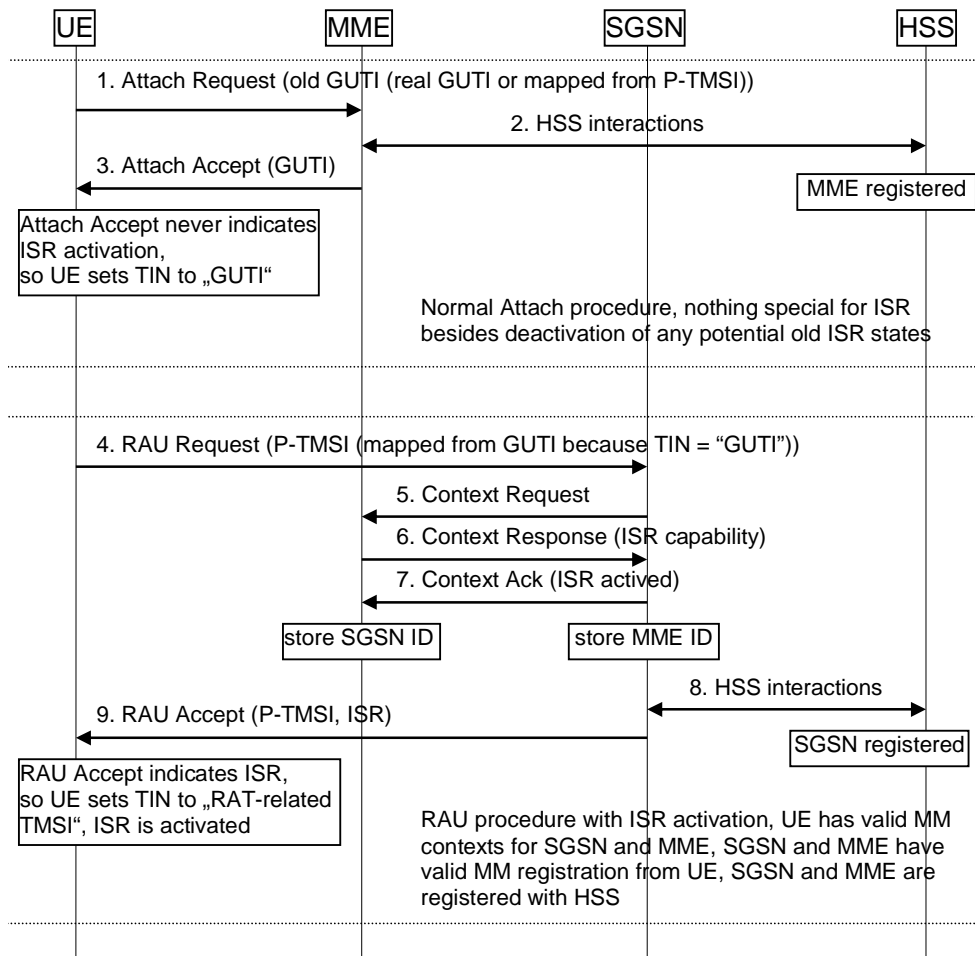 UE
MME
SGSN
HSS
1. Attach Request (old GUTI (real GUTI or mapped from P-TMSI))
2. HSS interactions
3. Attach Accept (GUTI)
MME registered
Attach Accept never indicates
ISR activation,
so UE sets TIN to „GUTI“
Normal Attach procedure, nothing special for ISR
besides deactivation of any potential old ISR states
4. RAU Request (P-TMSI (mapped from GUTI because TIN = “GUTI”))
5. Context Request
6. Context Response (ISR capability)
7. Context Ack (ISR actived)
store SGSN ID
store MME ID
8. HSS interactions
9. RAU Accept (P-TMSI, ISR)
SGSN registered
RAU Accept indicates ISR,
so UE sets TIN to „RAT-related
TMSI“, ISR is activated
RAU procedure with ISR activation, UE has valid MM
contexts for SGSN and MME, SGSN and MME have
valid MM registration from UE, SGSN and MME are
registered with HSS